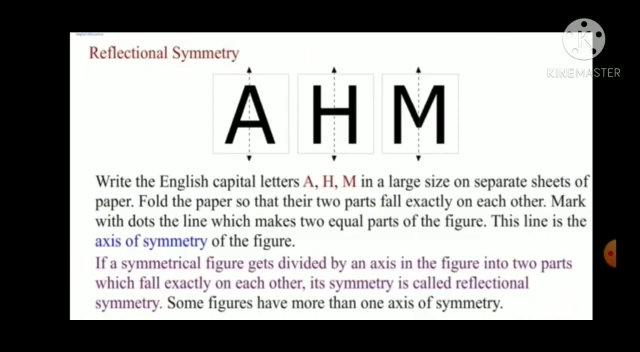 Reflectional Symmetry
KINEMASTER
A H M
Write the English capital letters A, H, M in a large size on separate sheets of
paper. Fold the paper so that their two parts fall exactly on each other. Mark
with dots the line which makes two equal parts of the figure. This line is the
axis of symmetry of the figure.
If a symmetrical figure gets divided by an axis in the figure into two parts
which fall exactly on each other, its symmetry is called reflectional
symmetry. Some figures have more than one axis of symmetry.